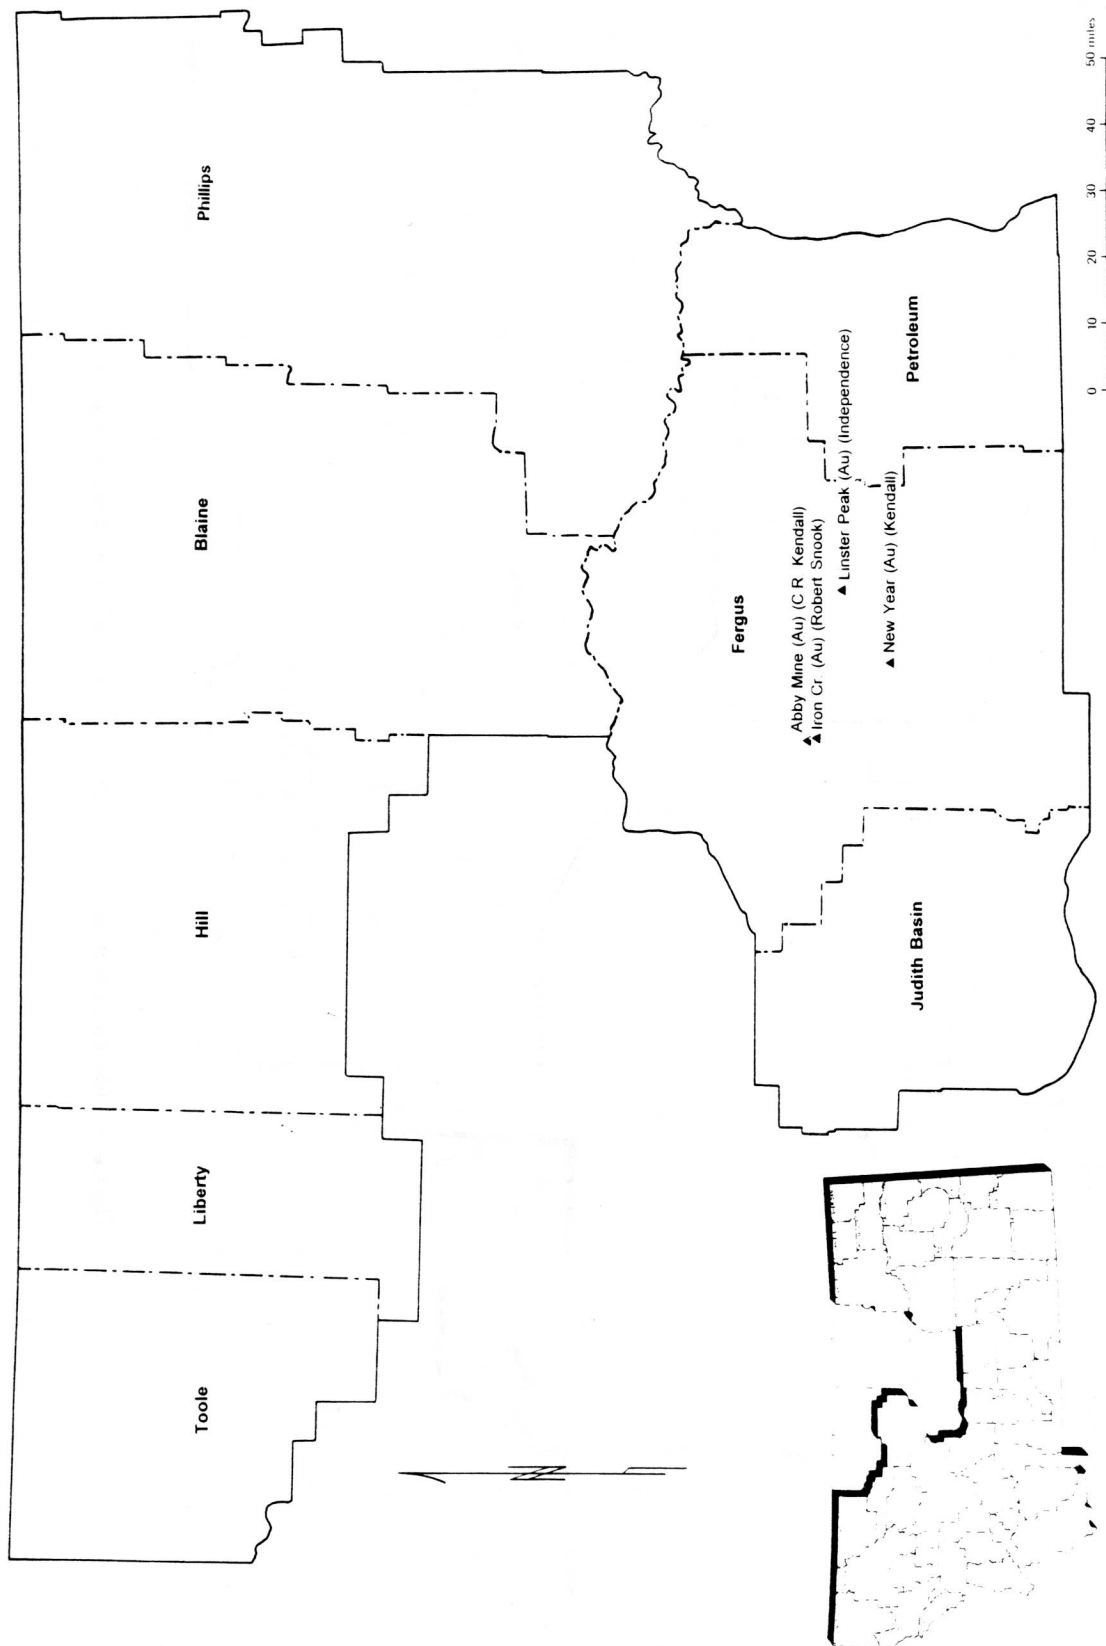 Toole
Liberty
Hill
Blaine
Phillips
Fergus
Abby Mine (Au) (C R Kendall)
Iron Cr. (Au) (Robert Snook)
Linster Peak (Au) (Independence)
New Year (Au) (Kendall)
Judith Basin
Petroleum
N
0 10 20 30 40 50 miles